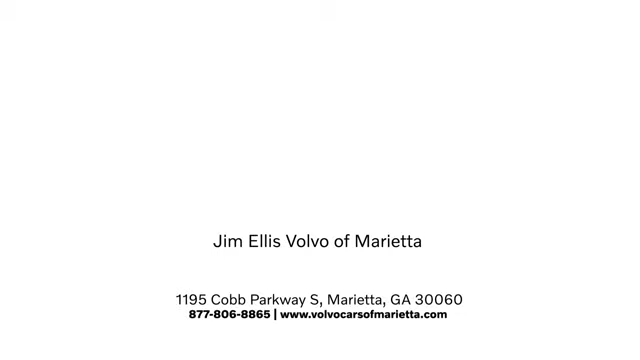 Jim Ellis Volvo of Marietta
1195 Cobb Parkway S, Marietta, GA 30060
877-806-8865 | www.volvocarsofmarietta.com